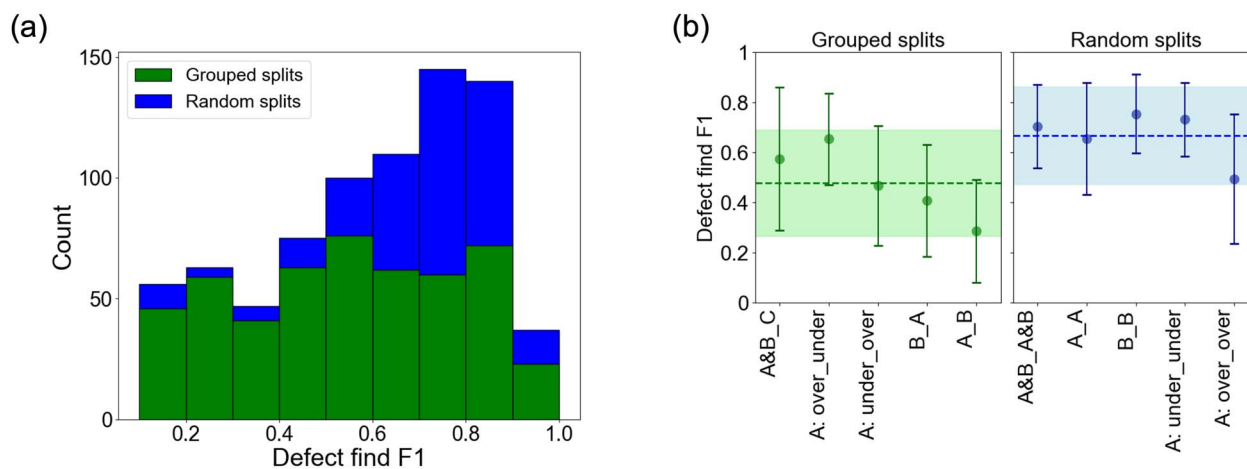 (a)
150
100
50
0
Count
Grouped splits
Random splits
0.2 0.4 0.6 0.8 1.0
Defect find F1
(b)
Grouped splits
Random splits
1
0.8
0.6
0.4
0.2
0
Defect find F1
A&B_C
A: over_under
A: under_over
B_A
A_B
A&B_A&B
A_A
B_B
A: under_under
A: over_over